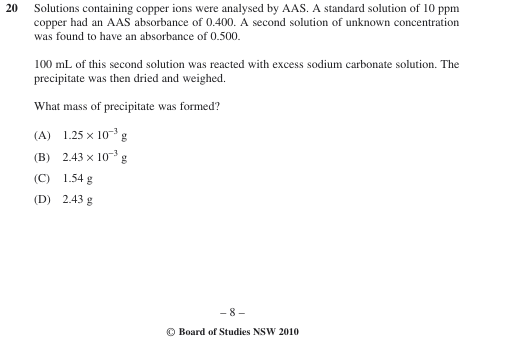 20 Solutions containing copper ions were analysed by AAS. A standard solution of 10 ppm
copper had an AAS absorbance of 0.400. A second solution of unknown concentration
was found to have an absorbance of 0.500.
100 mL of this second solution was reacted with excess sodium carbonate solution. The
precipitate was then dried and weighed.
What mass of precipitate was formed?
(A) 1.25 × 10⁻³ g
(B) 2.43 × 10⁻³ g
(C) 1.54 g
(D) 2.43 g
– 8 –
© Board of Studies NSW 2010